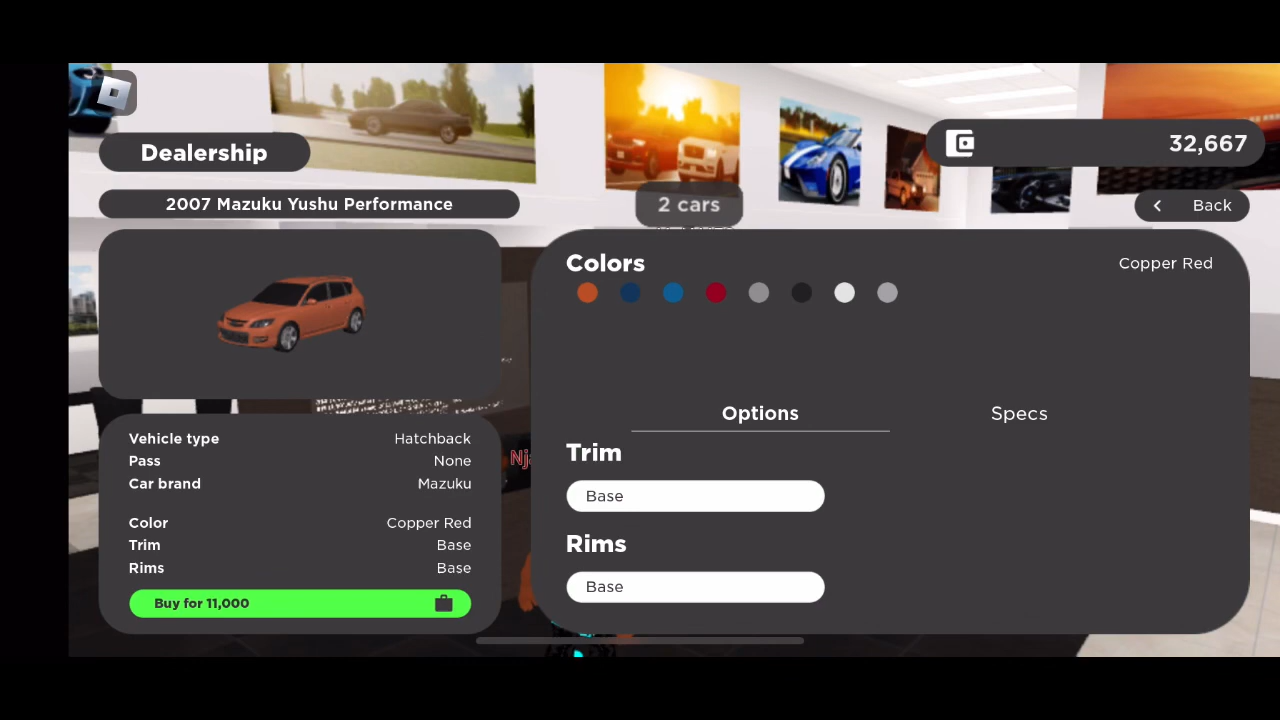 Dealership
32,667
2007 Mazuku Yushu Performance
2 cars
Back
Colors
Copper Red
Options
Specs
Vehicle type
Hatchback
Pass
None
Car brand
Mazuku
Color
Copper Red
Trim
Base
Rims
Base
Buy for 11,000
Trim
Base
Rims
Base